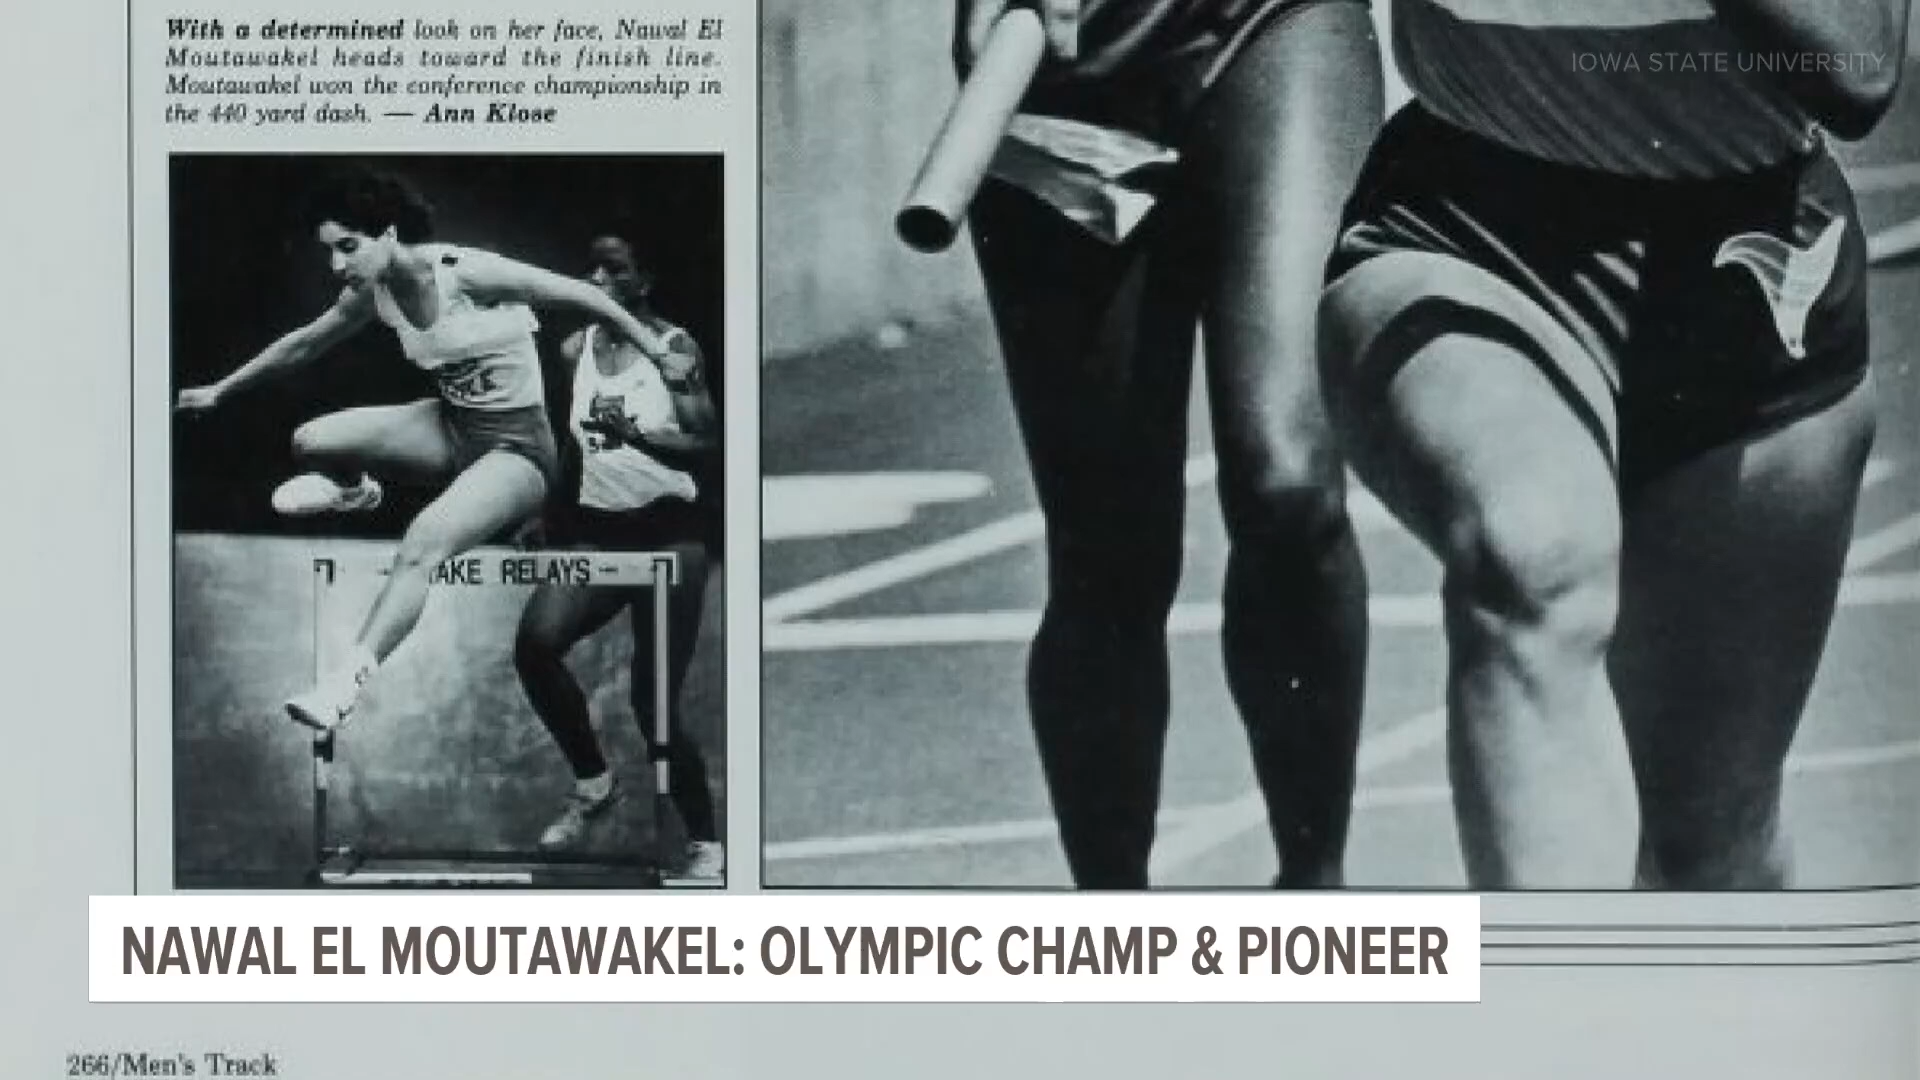 With a determined look on her face, Nawal El
Moutawakel heads toward the finish line.
Moutawakel won the conference championship in
the 440 yard dash. — Ann Klose
IOWA STATE UNIVERSITY
AKE RELAYS
NAWAL EL MOUTAWAKEL: OLYMPIC CHAMP & PIONEER
266/Men's Track